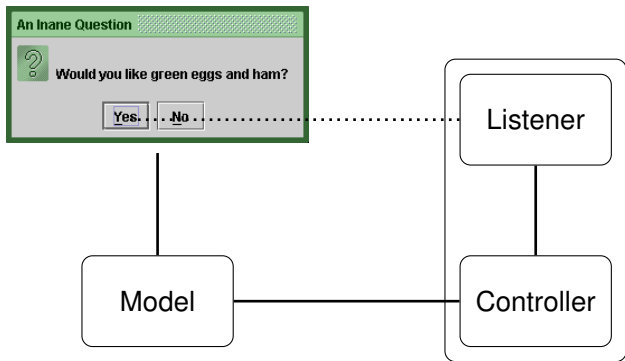 An Inane Question
Would you like green eggs and ham?
Yes
No
Listener
Model
Controller